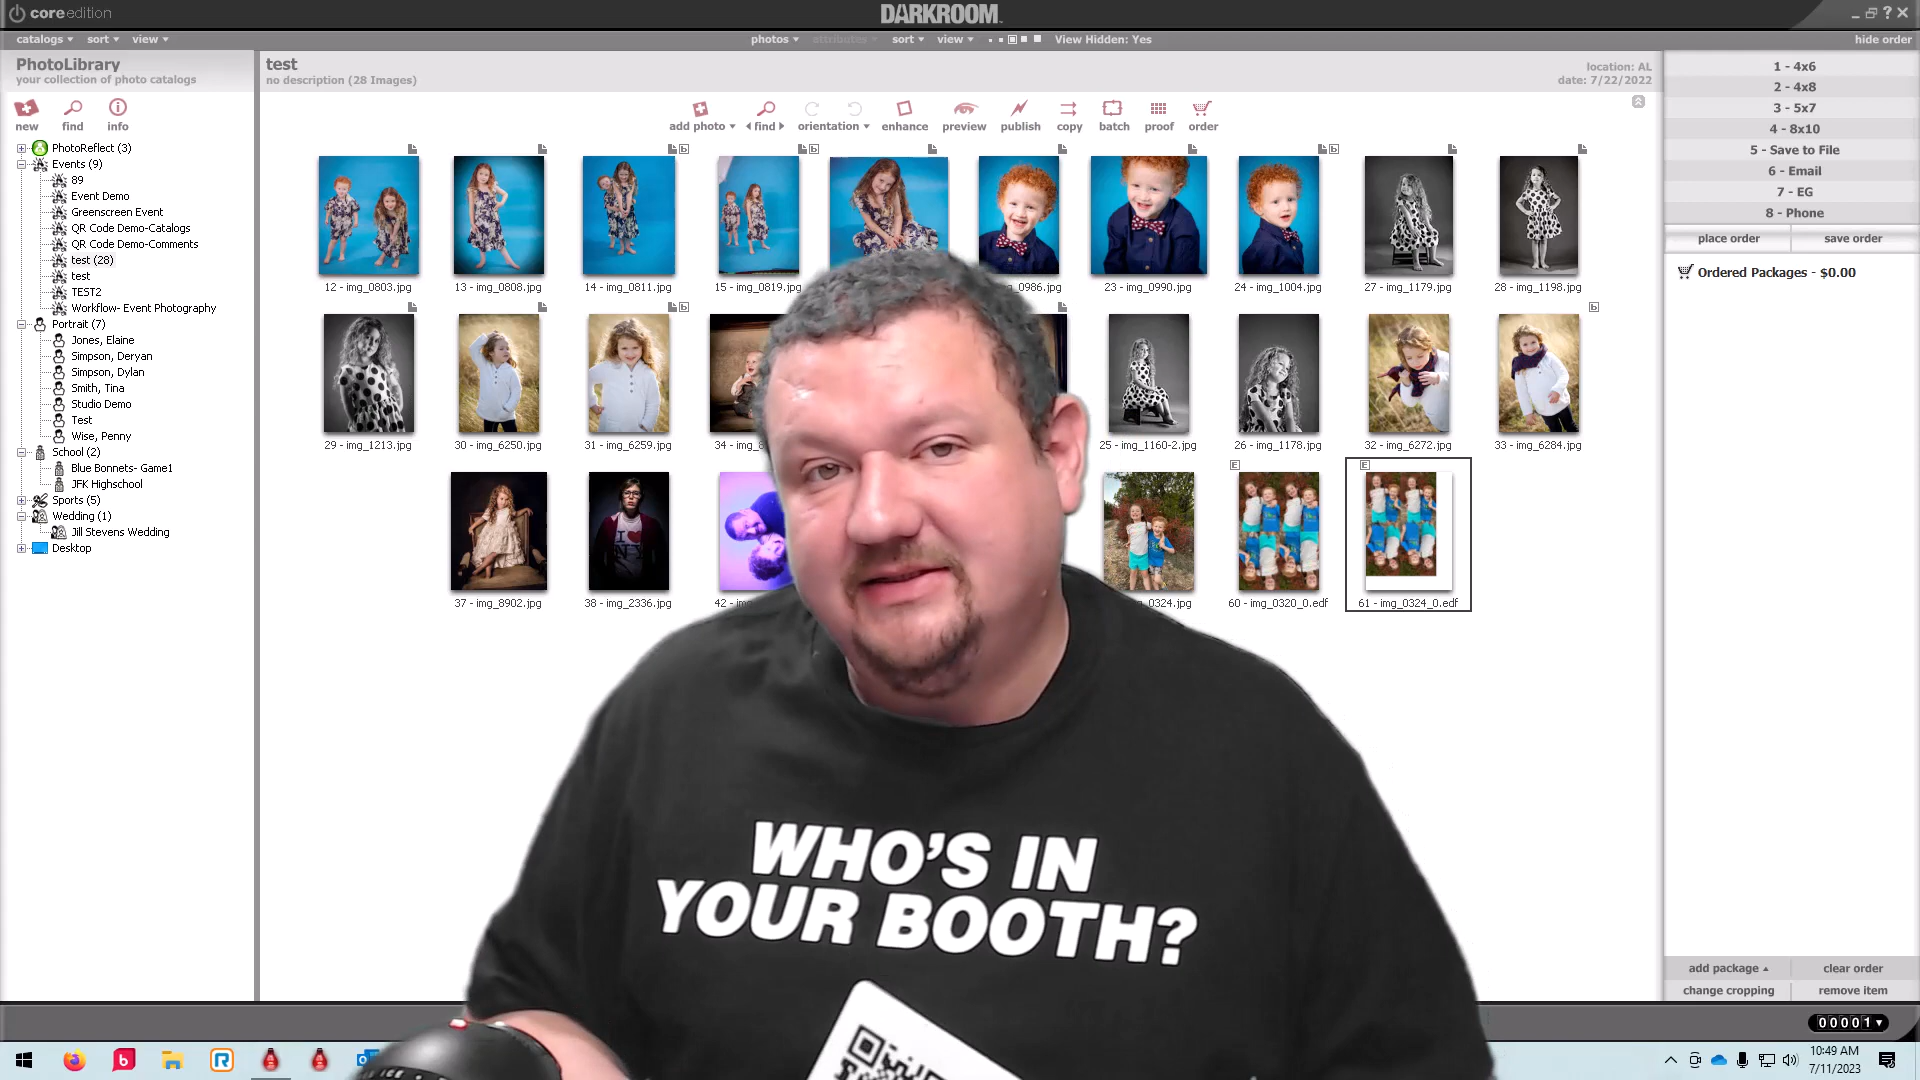 coreedition
DARKROOM
catalogs
sort
view
photos
attributes
sort
view
View Hidden: Yes
hide order
PhotoLibrary
your collection of photo catalogs
new
find
info
PhotoReflect (3)
Events (9)
89
Event Demo
Greenscreen Event
QR Code Demo-Catalogs
QR Code Demo-Comments
test (28)
test
TEST2
Workflow- Event Photography
Portrait (7)
Jones, Elaine
Simpson, Deryan
Simpson, Dylan
Smith, Tina
Studio Demo
Test
Wise, Penny
School (2)
Blue Bonnets- Game1
JFK Highschool
Sports (5)
Wedding (1)
Jill Stevens Wedding
Desktop
test
no description (28 Images)
location: AL
date: 7/22/2022
add photo
find
orientation
enhance
preview
publish
copy
batch
proof
order
12 - img_0803.jpg
13 - img_0808.jpg
14 - img_0811.jpg
15 - img_0819.jpg
_0986.jpg
23 - img_0990.jpg
24 - img_1004.jpg
27 - img_1179.jpg
28 - img_1198.jpg
29 - img_1213.jpg
30 - img_6250.jpg
31 - img_6259.jpg
34 - img_8
25 - img_1160-2.jpg
26 - img_1178.jpg
32 - img_6272.jpg
33 - img_6284.jpg
37 - img_8902.jpg
38 - img_2336.jpg
42 - img
_0324.jpg
60 - img_0320_0.edf
61 - img_0324_0.edf
1 - 4x6
2 - 4x8
3 - 5x7
4 - 8x10
5 - Save to File
6 - Email
7 - EG
8 - Phone
place order
save order
Ordered Packages - $0.00
add package
clear order
change cropping
remove item
00001
WHO'S IN
YOUR BOOTH?
10:49 AM
7/11/2023